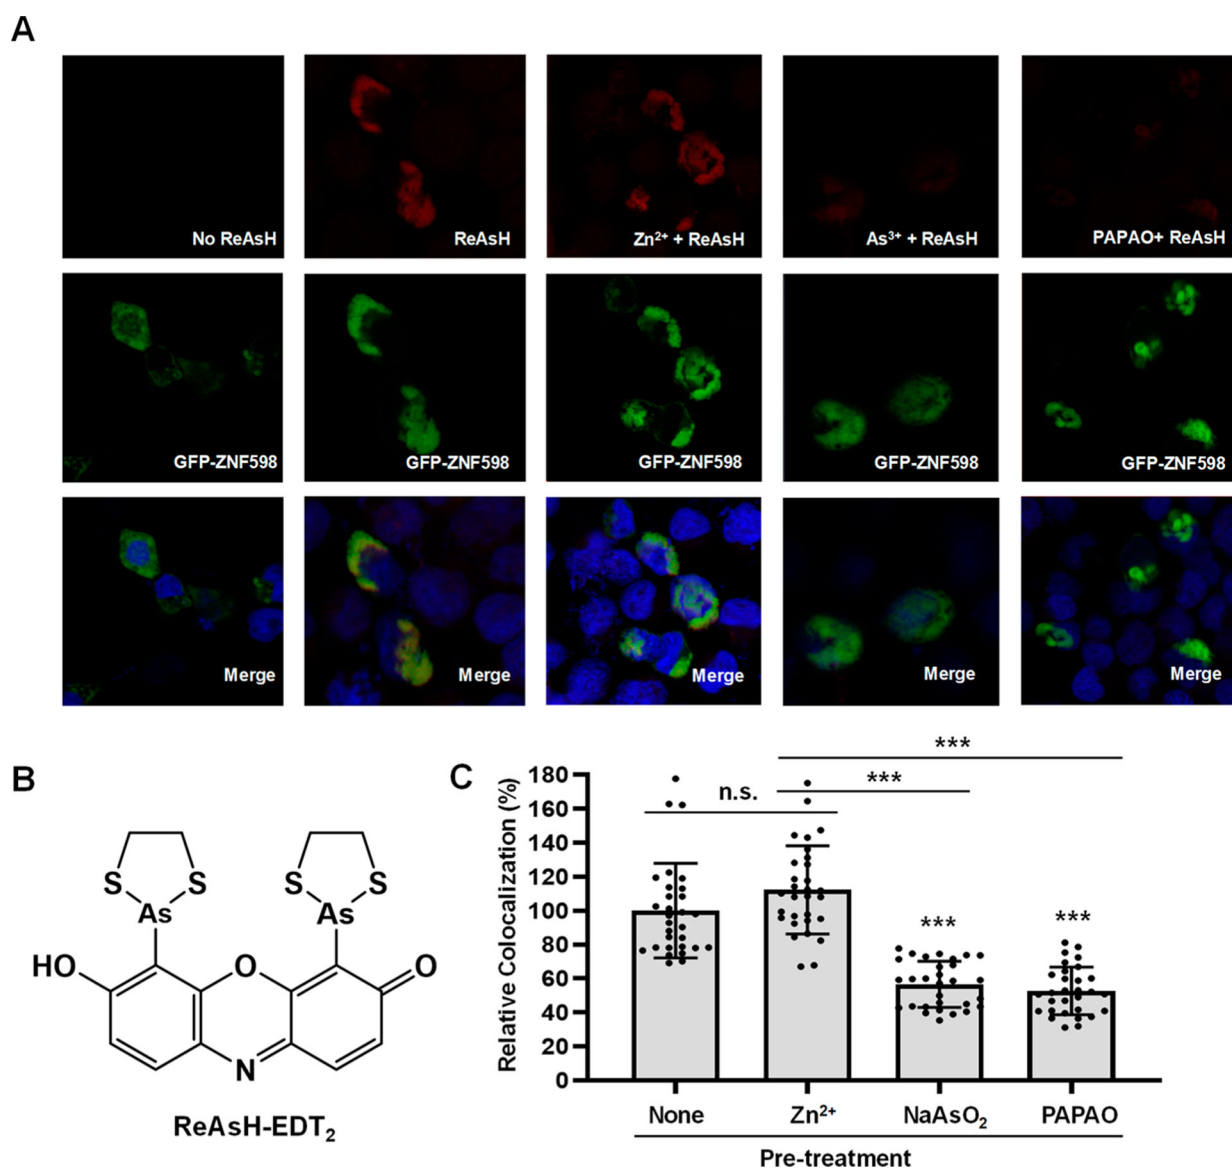 A
No ReAsH
ReAsH
Zn²⁺ + ReAsH
As³⁺ + ReAsH
PAPAO+ ReAsH
GFP-ZNF598
GFP-ZNF598
GFP-ZNF598
GFP-ZNF598
GFP-ZNF598
Merge
Merge
Merge
Merge
Merge
B
S
S
S
S
As
As
HO
O
O
N
ReAsH-EDT₂
C
Relative Colocalization (%)
180
160
140
120
100
80
60
40
20
0
***
***
n.s.
***
***
None
Zn²⁺
NaAsO₂
PAPAO
Pre-treatment